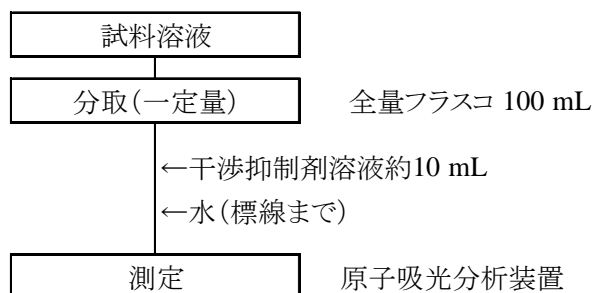 試料溶液
分取(一定量) 全量フラスコ 100 mL
←干渉抑制剤溶液約10 mL
←水(標線まで)
測定 原子吸光分析装置